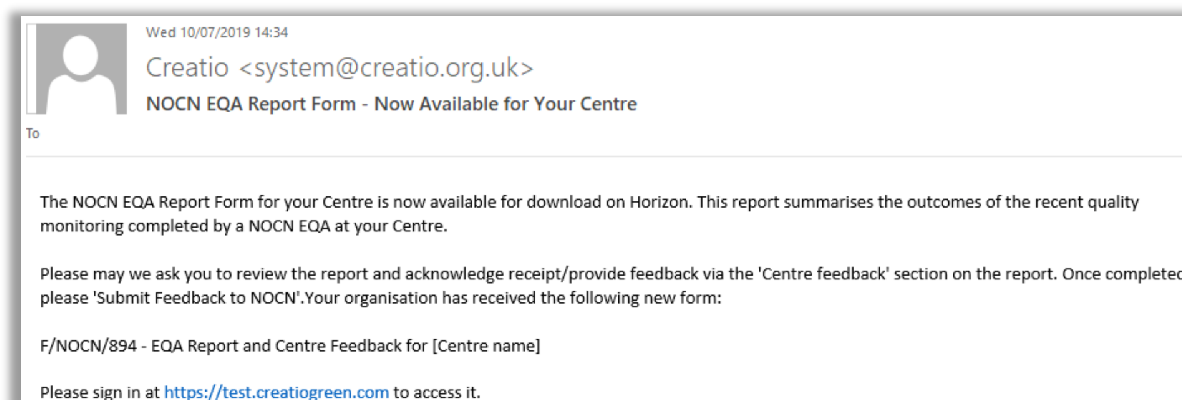 Wed 10/07/2019 14:34
Creatio <system@creatio.org.uk>
NOCN EQA Report Form - Now Available for Your Centre
To
The NOCN EQA Report Form for your Centre is now available for download on Horizon. This report summarises the outcomes of the recent quality
monitoring completed by a NOCN EQA at your Centre.
Please may we ask you to review the report and acknowledge receipt/provide feedback via the 'Centre feedback' section on the report. Once completed
please 'Submit Feedback to NOCN'.Your organisation has received the following new form:
F/NOCN/894 - EQA Report and Centre Feedback for [Centre name]
Please sign in at https://test.creatiogreen.com to access it.